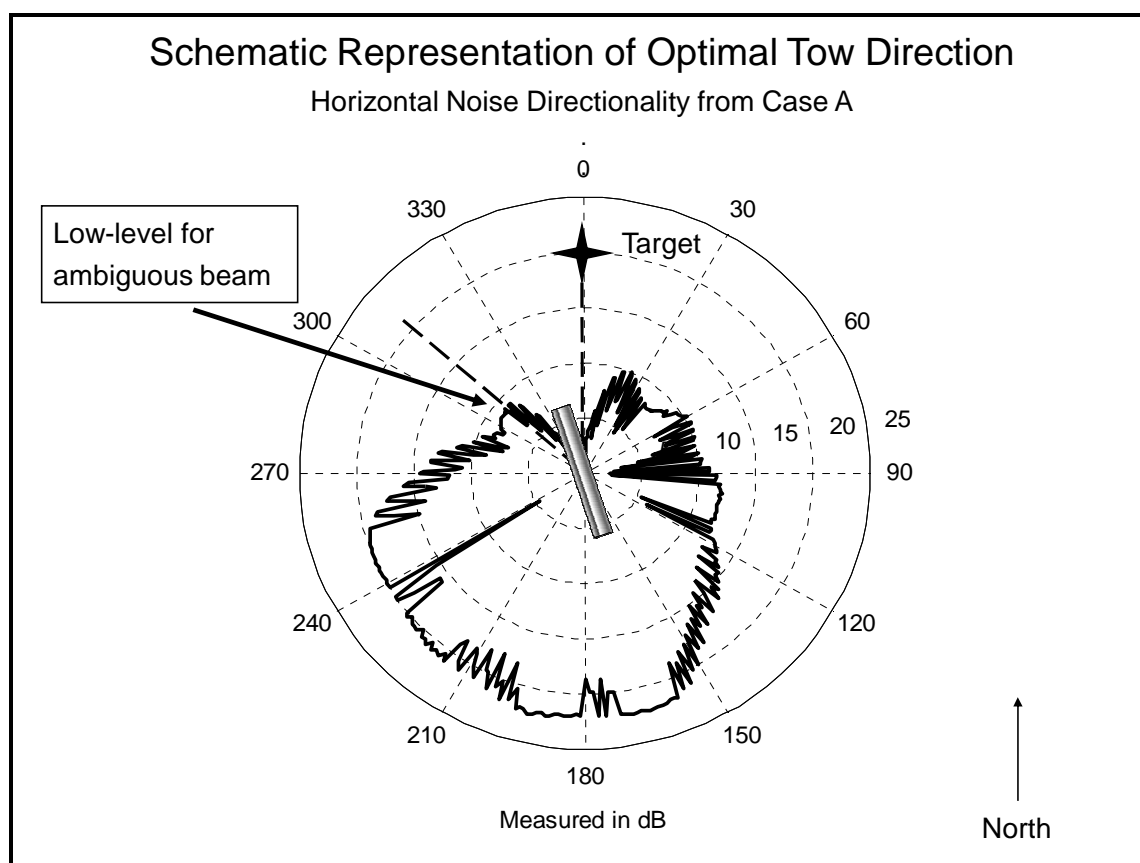 Schematic Representation of Optimal Tow Direction
Horizontal Noise Directionality from Case A
0
330
30
Low-level for
ambiguous beam
Target
300
60
10
15
20
25
270
90
240
120
210
150
180
Measured in dB
North